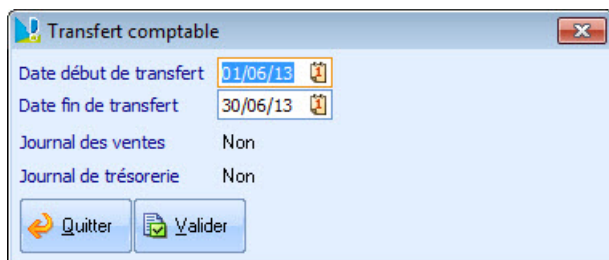 Transfert comptable
Date début de transfert 01/06/13
Date fin de transfert 30/06/13
Journal des ventes Non
Journal de trésorerie Non
Quitter Valider